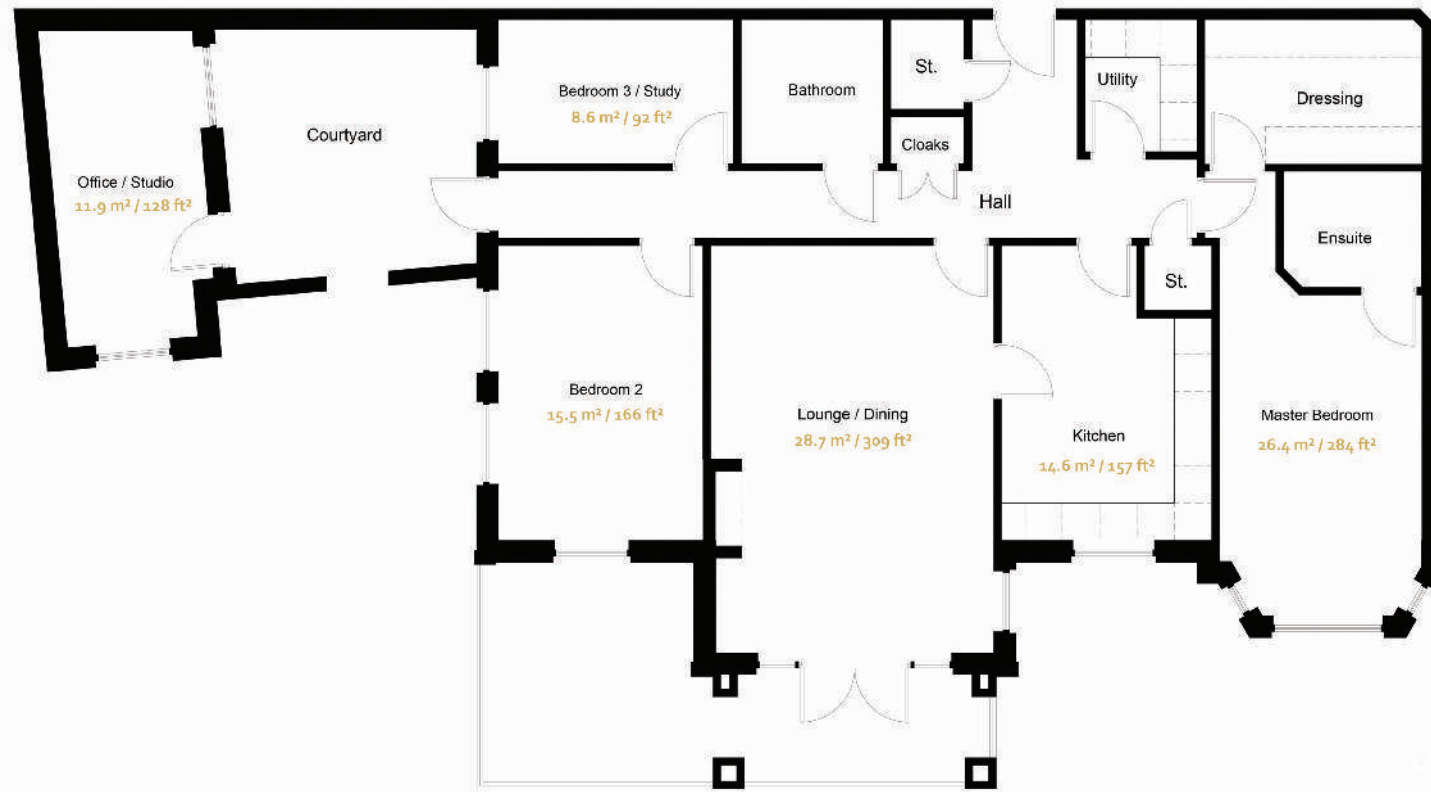 Office / Studio
11.9 m² / 128 ft²
Courtyard
Bedroom 3 / Study
8.6 m² / 92 ft²
Bathroom
St.
Cloaks
Hall
Utility
Dressing
Ensuite
St.
Bedroom 2
15.5 m² / 166 ft²
Lounge / Dining
28.7 m² / 309 ft²
Kitchen
14.6 m² / 157 ft²
Master Bedroom
26.4 m² / 284 ft²